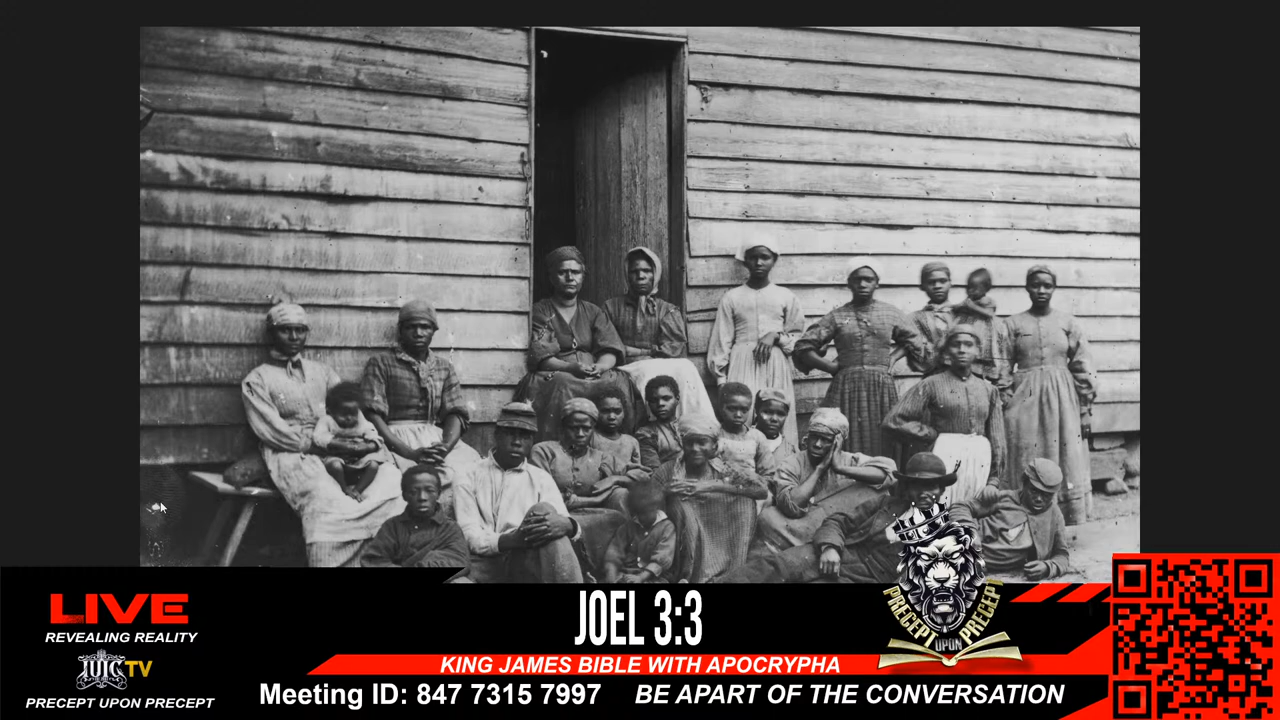 LIVE
REVEALING REALITY
IUIC TV
PRECEPT UPON PRECEPT
JOEL 3:3
KING JAMES BIBLE WITH APOCRYPHA
Meeting ID: 847 7315 7997 BE APART OF THE CONVERSATION
PRECEPT UPON PRECEPT